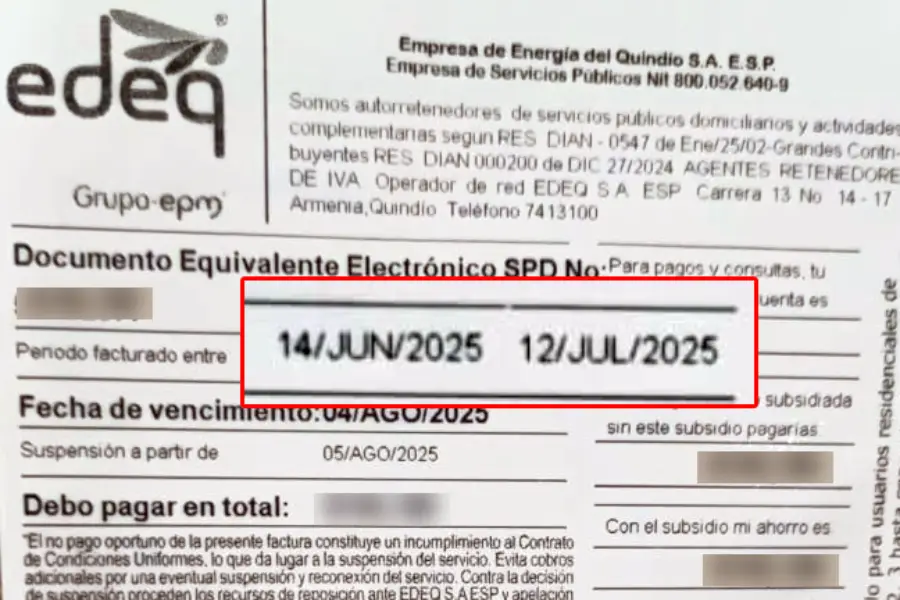 edeq®
Grupo·epm®
Empresa de Energía del Quindío S.A. E.S.P.
Empresa de Servicios Públicos Nit 800.052.640-9
Somos autorretenedores de servicios públicos domiciliarios y actividades
complementarias segun RES DIAN - 0547 de Ene/25/02-Grandes Contri-
buyentes RES DIAN 000200 de DIC 27/2024 AGENTES RETENEDORE
DE IVA Operador de red EDEQ S.A ESP Carrera 13 No 14 - 17
Armenia,Quindío Teléfono 7413100
Documento Equivalente Electrónico SPD No.
Para pagos y consultas, tu
uenta es
Periodo facturado entre
14/JUN/2025 12/JUL/2025
Fecha de vencimiento:04/AGO/2025
subsidiada
sin este subsidio pagarías
Suspensión a partir de 05/AGO/2025
Debo pagar en total:
Con el subsidio mi ahorro es
"El no pago oportuno de la presente factura constituye un incumplimiento al Contrato
de Condiciones Uniformes, lo que da lugar a la suspensión del servicio. Evita cobros
adicionales por una eventual suspensión y reconexión del servicio. Contra la decisión
de suspensión proceden los recursos de reposición ante EDEQ S.A ESP y apelación
lo para usuarios residenciales de